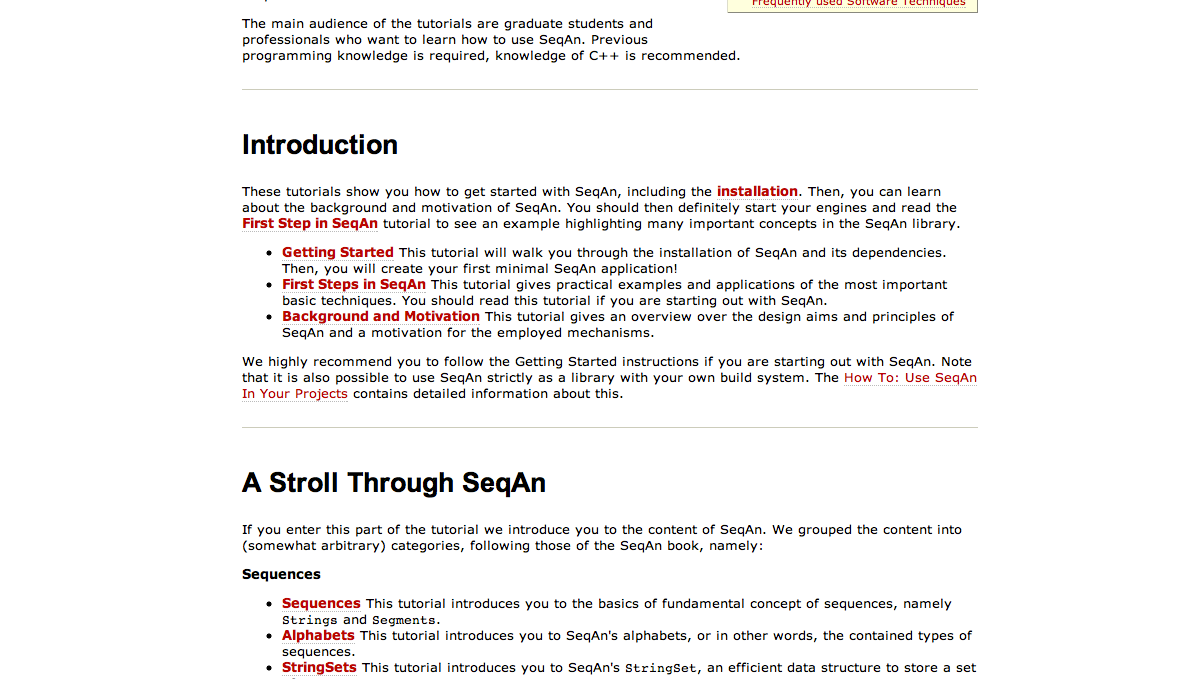 Frequently used Software Techniques
The main audience of the tutorials are graduate students and
professionals who want to learn how to use SeqAn. Previous
programming knowledge is required, knowledge of C++ is recommended.
Introduction
These tutorials show you how to get started with SeqAn, including the installation. Then, you can learn
about the background and motivation of SeqAn. You should then definitely start your engines and read the
First Step in SeqAn tutorial to see an example highlighting many important concepts in the SeqAn library.
• Getting Started This tutorial will walk you through the installation of SeqAn and its dependencies.
Then, you will create your first minimal SeqAn application!
• First Steps in SeqAn This tutorial gives practical examples and applications of the most important
basic techniques. You should read this tutorial if you are starting out with SeqAn.
• Background and Motivation This tutorial gives an overview over the design aims and principles of
SeqAn and a motivation for the employed mechanisms.
We highly recommend you to follow the Getting Started instructions if you are starting out with SeqAn. Note
that it is also possible to use SeqAn strictly as a library with your own build system. The How To: Use SeqAn
In Your Projects contains detailed information about this.
A Stroll Through SeqAn
If you enter this part of the tutorial we introduce you to the content of SeqAn. We grouped the content into
(somewhat arbitrary) categories, following those of the SeqAn book, namely:
Sequences
• Sequences This tutorial introduces you to the basics of fundamental concept of sequences, namely
Strings and Segments.
• Alphabets This tutorial introduces you to SeqAn's alphabets, or in other words, the contained types of
sequences.
• StringSets This tutorial introduces you to SeqAn's StringSet, an efficient data structure to store a set